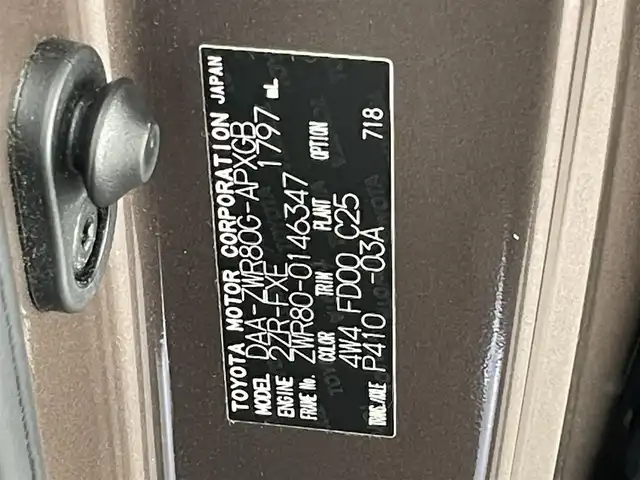 TOYOTA MOTOR CORPORATION JAPAN
MODEL DAA-ZWR80G-APXGB
ENGINE 2ZR-FXE 1797 mL
FRAME No. ZWR80-0146347
COLOR TRIM PLANT OPTION
4W4 FD00 C25
TRANS./AXLE P410 -03A 718